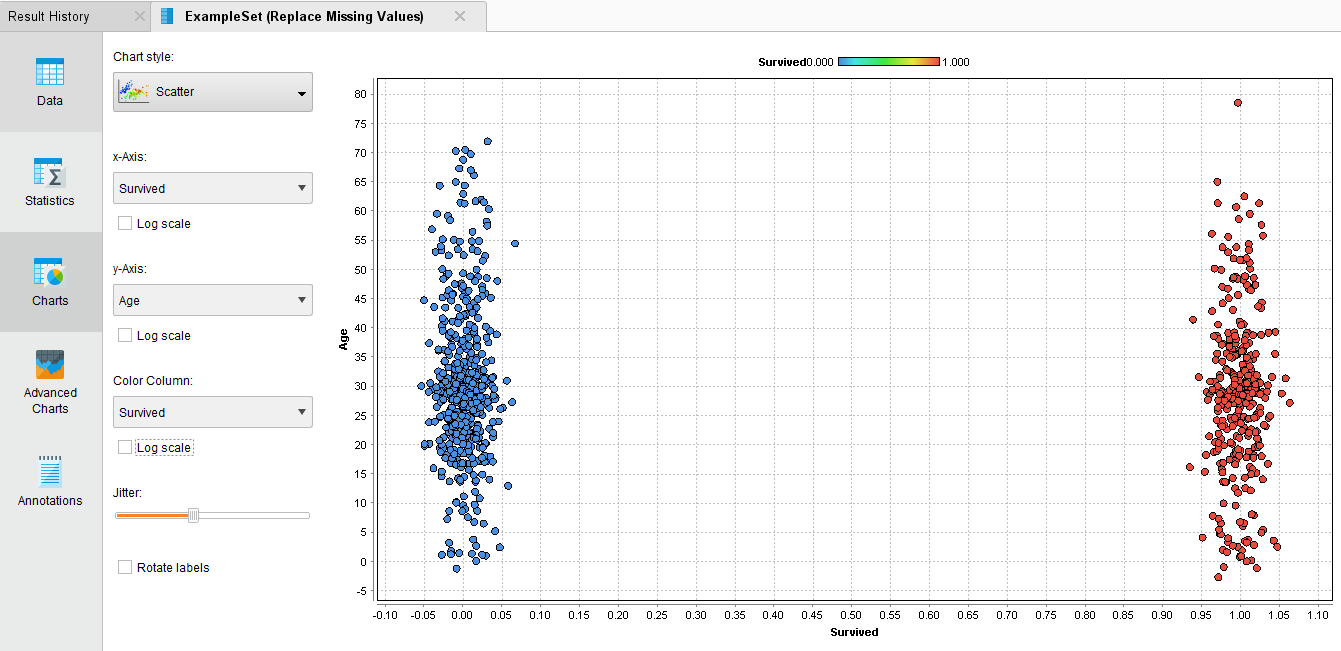 Result History
ExampleSet (Replace Missing Values)
Data
Statistics
Charts
Advanced
Charts
Annotations
Chart style:
Scatter
x-Axis:
Survived
Log scale
y-Axis:
Age
Log scale
Color Column:
Survived
Log scale
Jitter:
Rotate labels
Survived 0.000 1.000
80
75
70
65
60
55
50
45
40
35
30
25
20
15
10
5
0
-5
Age
-0.10 -0.05 0.00 0.05 0.10 0.15 0.20 0.25 0.30 0.35 0.40 0.45 0.50 0.55 0.60 0.65 0.70 0.75 0.80 0.85 0.90 0.95 1.00 1.05 1.10
Survived